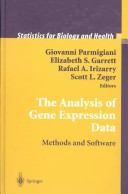 Statistics for Biology and Health
Giovanni Parmigiani
Elizabeth S. Garrett
Rafael A. Irizarry
Scott L. Zeger
Editors
The Analysis of
Gene Expression
Data
Methods and Software